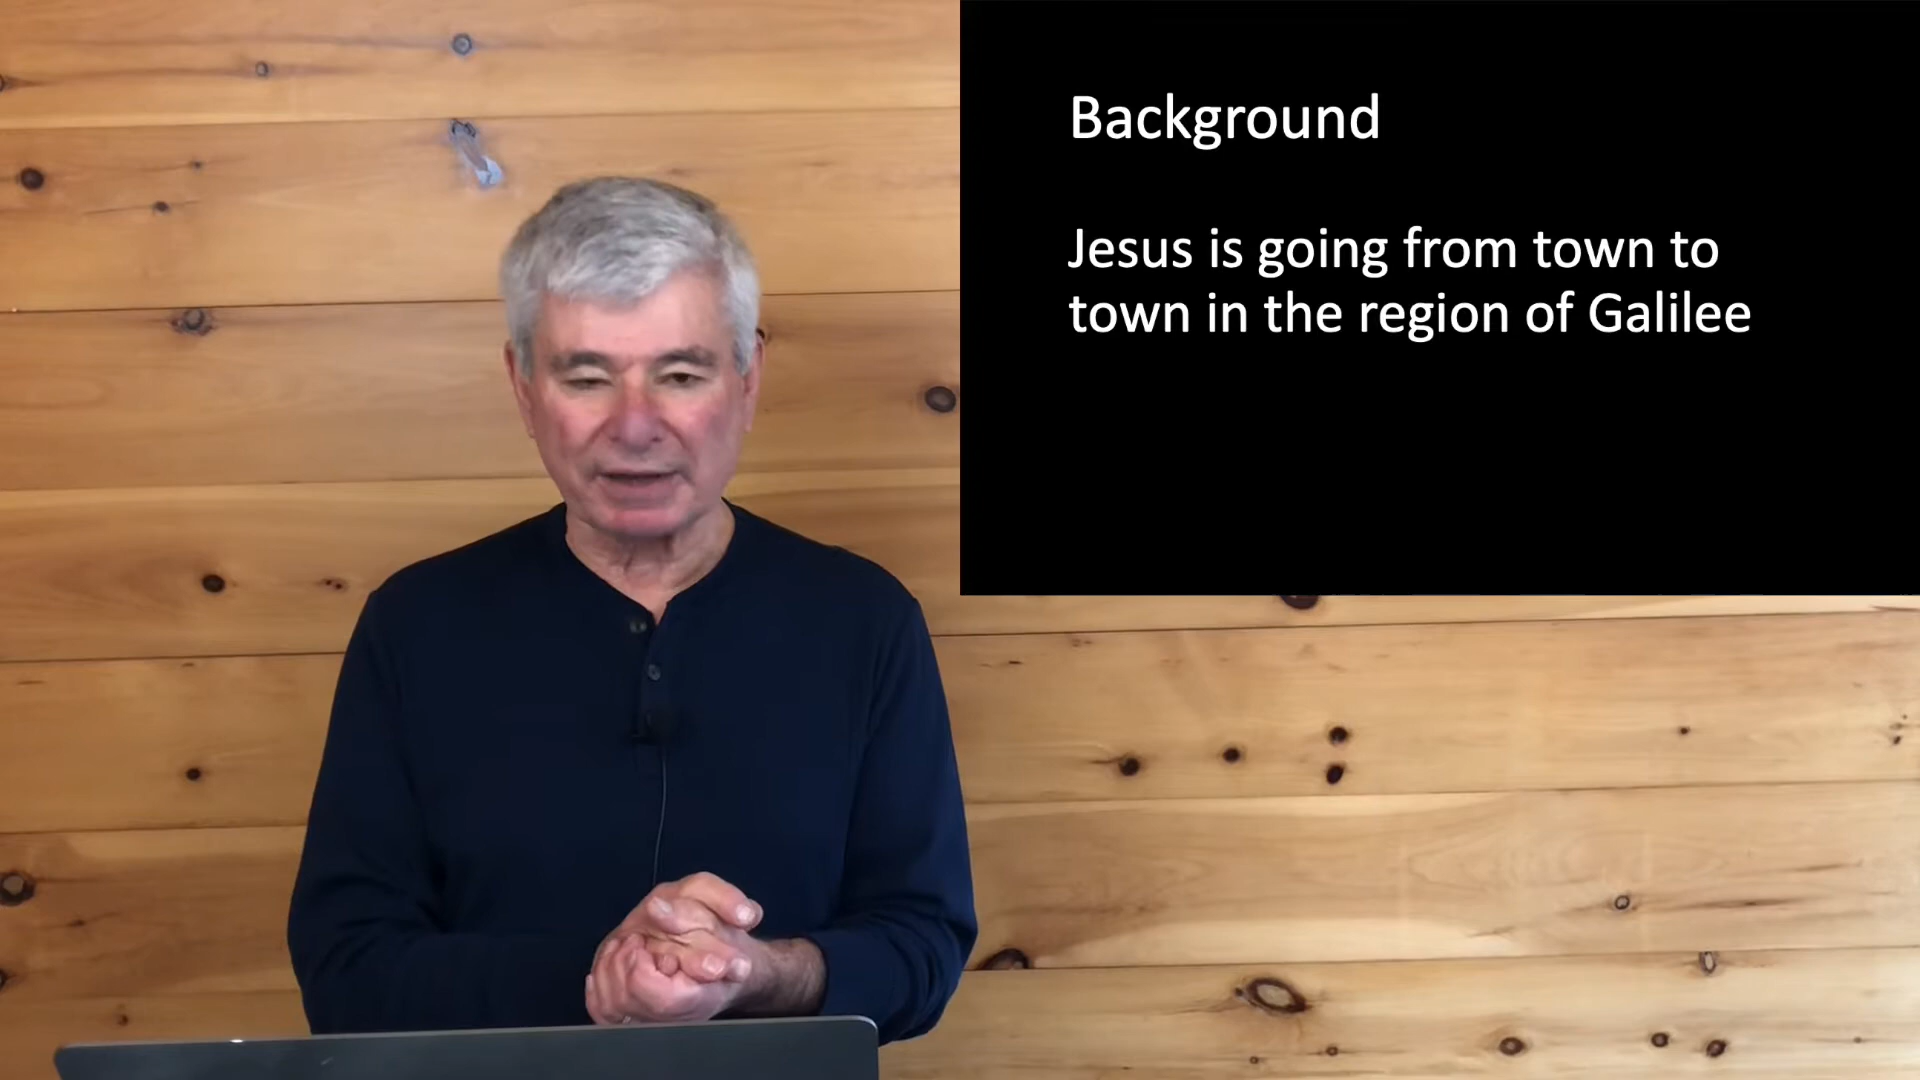 Background
Jesus is going from town to
town in the region of Galilee